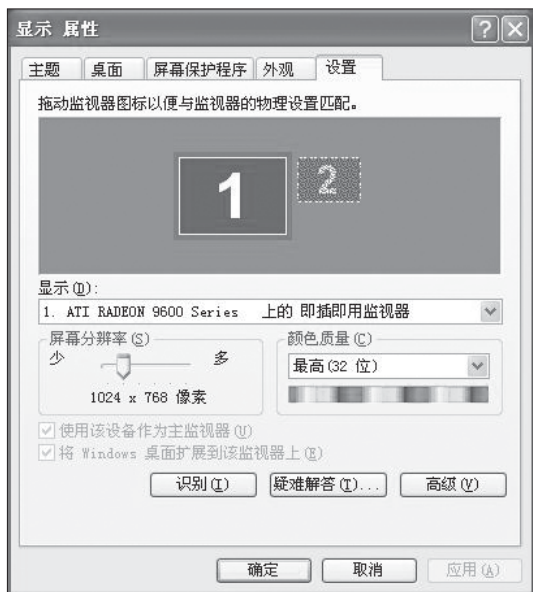 显示 属性
主题 桌面 屏幕保护程序 外观 设置
拖动监视器图标以便与监视器的物理设置匹配。
1 2
显示(D):
1. ATI RADEON 9600 Series 上的 即插即用监视器
屏幕分辨率(S) 颜色质量(C)
少 多 最高(32 位)
1024 x 768 像素
使用该设备作为主监视器(U)
将 Windows 桌面扩展到该监视器上(E)
识别(I) 疑难解答(T)... 高级(V)
确定 取消 应用(A)